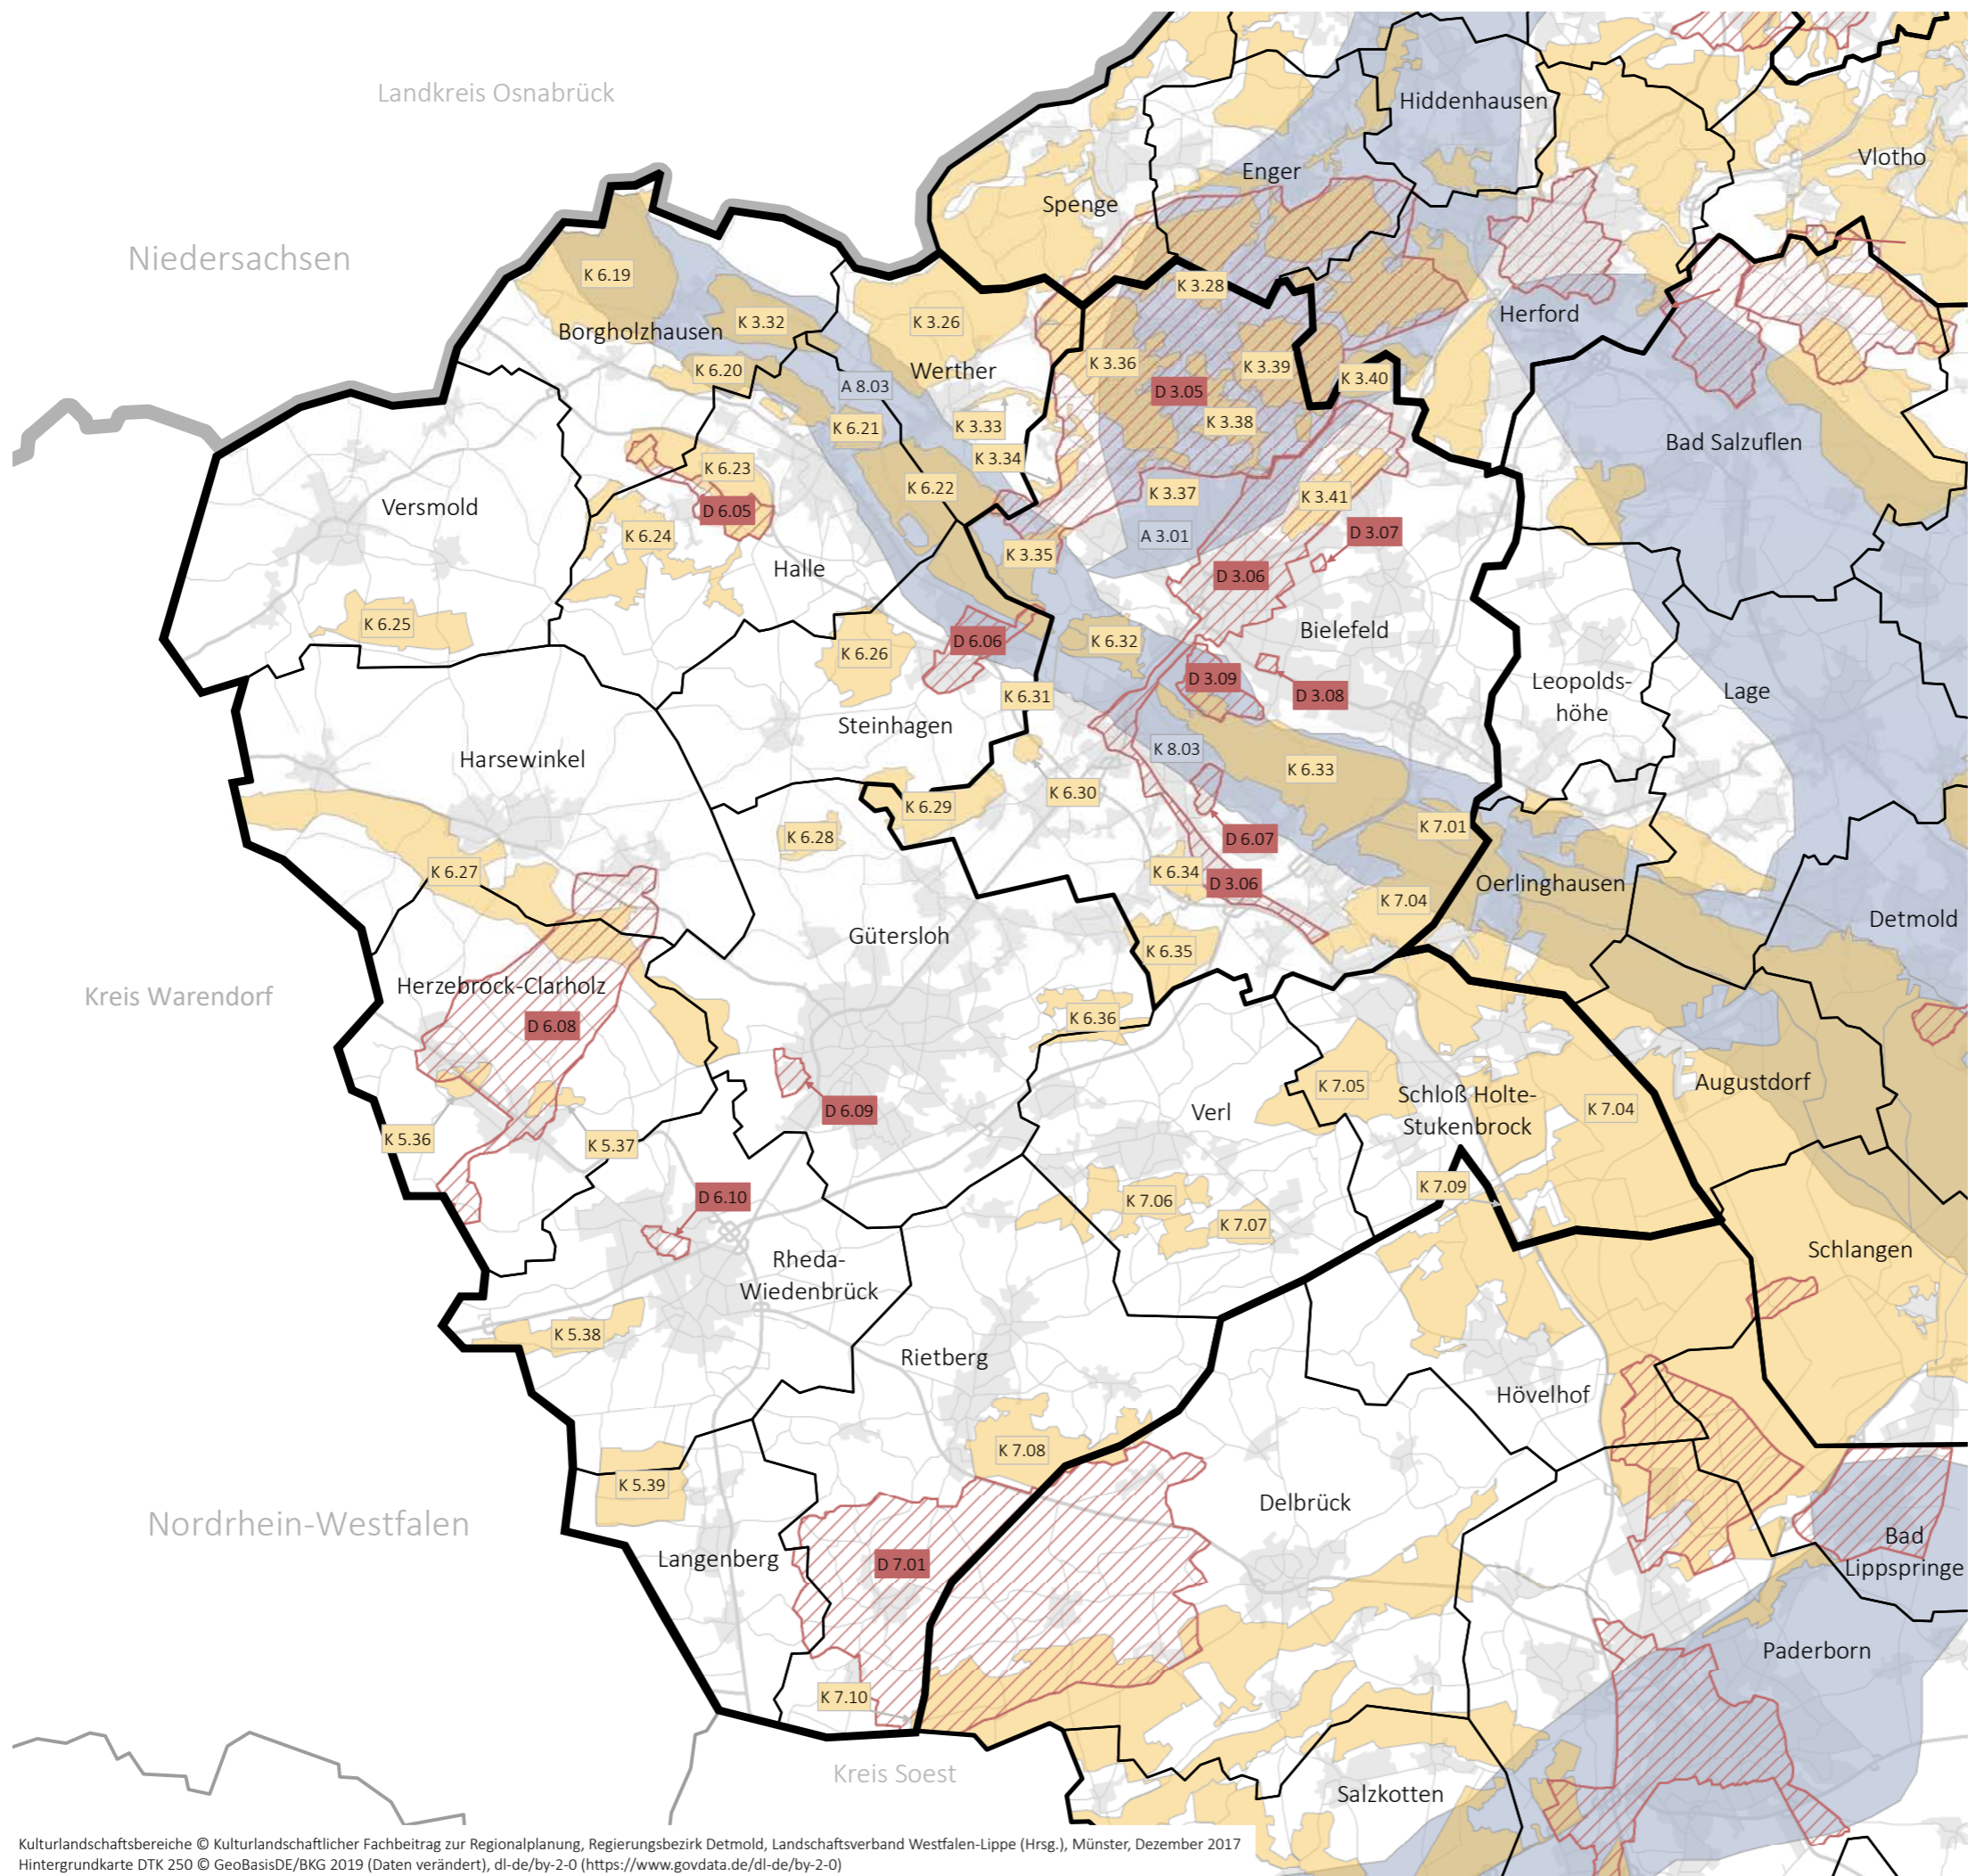 Landkreis Osnabrück
Hiddenhausen
Vlotho
Enger
Spenge
Niedersachsen
K 6.19
K 3.28
Herford
K 3.32
K 3.26
Borgholzhausen
K 3.36
K 3.39
K 6.20
Werther
K 3.40
A 8.03
D 3.05
K 3.38
K 6.21
K 3.33
Bad Salzuflen
K 3.34
K 6.23
K 6.22
K 3.37
K 3.41
Versmold
D 6.05
K 6.24
A 3.01
D 3.07
K 3.35
Halle
D 3.06
K 6.25
Bielefeld
K 6.26
D 6.06
K 6.32
D 3.09
Leopolds-
höhe
Lage
D 3.08
K 6.31
Steinhagen
K 8.03
Harsewinkel
K 6.33
K 6.30
K 6.29
K 6.28
K 7.01
D 6.07
K 6.27
K 6.34
D 3.06
Oerlinghausen
K 7.04
Detmold
Gütersloh
K 6.35
Kreis Warendorf
Herzebrock-Clarholz
D 6.08
K 6.36
K 7.05
Augustdorf
Schloß Holte-
Stukenbrock
K 7.04
D 6.09
Verl
K 5.36
K 5.37
D 6.10
K 7.09
K 7.06
K 7.07
Schlangen
Rheda-
Wiedenbrück
K 5.38
Rietberg
Hövelhof
K 7.08
K 5.39
Delbrück
Nordrhein-Westfalen
Langenberg
D 7.01
Bad
Lippspringe
Paderborn
K 7.10
Kreis Soest
Salzkotten
Kulturlandschaftsbereiche © Kulturlandschaftlicher Fachbeitrag zur Regionalplanung, Regierungsbezirk Detmold, Landschaftsverband Westfalen-Lippe (Hrsg.), Münster, Dezember 2017
Hintergrundkarte DTK 250 © GeoBasisDE/BKG 2019 (Daten verändert), dl-de/by-2-0 (https://www.govdata.de/dl-de/by-2-0)